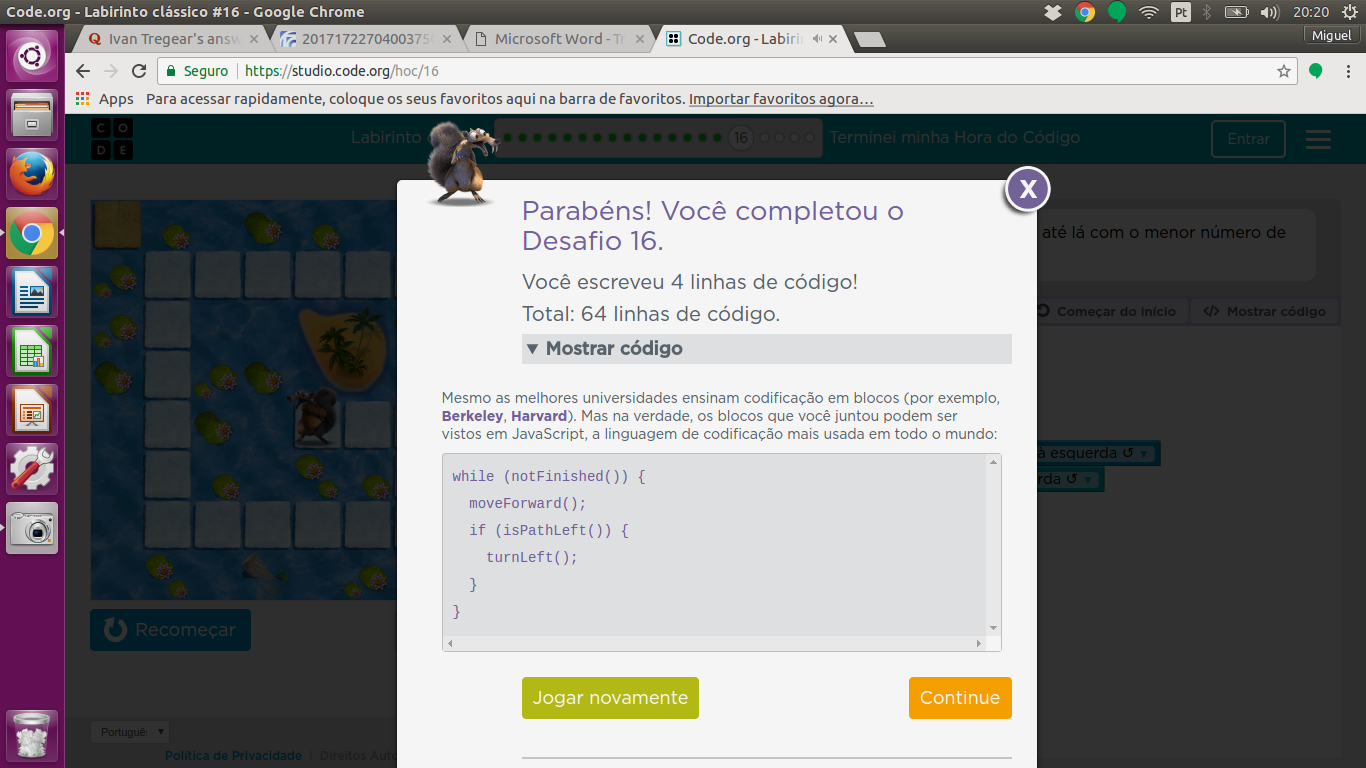 Code.org - Labirinto clássico #16 - Google Chrome
Pt
20:20
Ivan Tregear's answ
2017172270400375
Microsoft Word - T
Code.org - Labirin
Miguel
Seguro
https://studio.code.org/hoc/16
Apps Para acessar rapidamente, coloque os seus favoritos aqui na barra de favoritos. Importar favoritos agora…
CODE
Labirinto
16
Terminei minha Hora do Código
Entrar
X
Parabéns! Você completou o
Desafio 16.
até lá com o menor número de
Você escreveu 4 linhas de código!
Total: 64 linhas de código.
Começar do início
Mostrar código
▼ Mostrar código
Mesmo as melhores universidades ensinam codificação em blocos (por exemplo,
Berkeley, Harvard). Mas na verdade, os blocos que você juntou podem ser
vistos em JavaScript, a linguagem de codificação mais usada em todo o mundo:
à esquerda ↺ ▼
rda ↺ ▼
while (notFinished()) {
  moveForward();
  if (isPathLeft()) {
    turnLeft();
  }
}
Recomeçar
Jogar novamente
Continue
Portuguê
Política de Privacidade | Direitos Auto